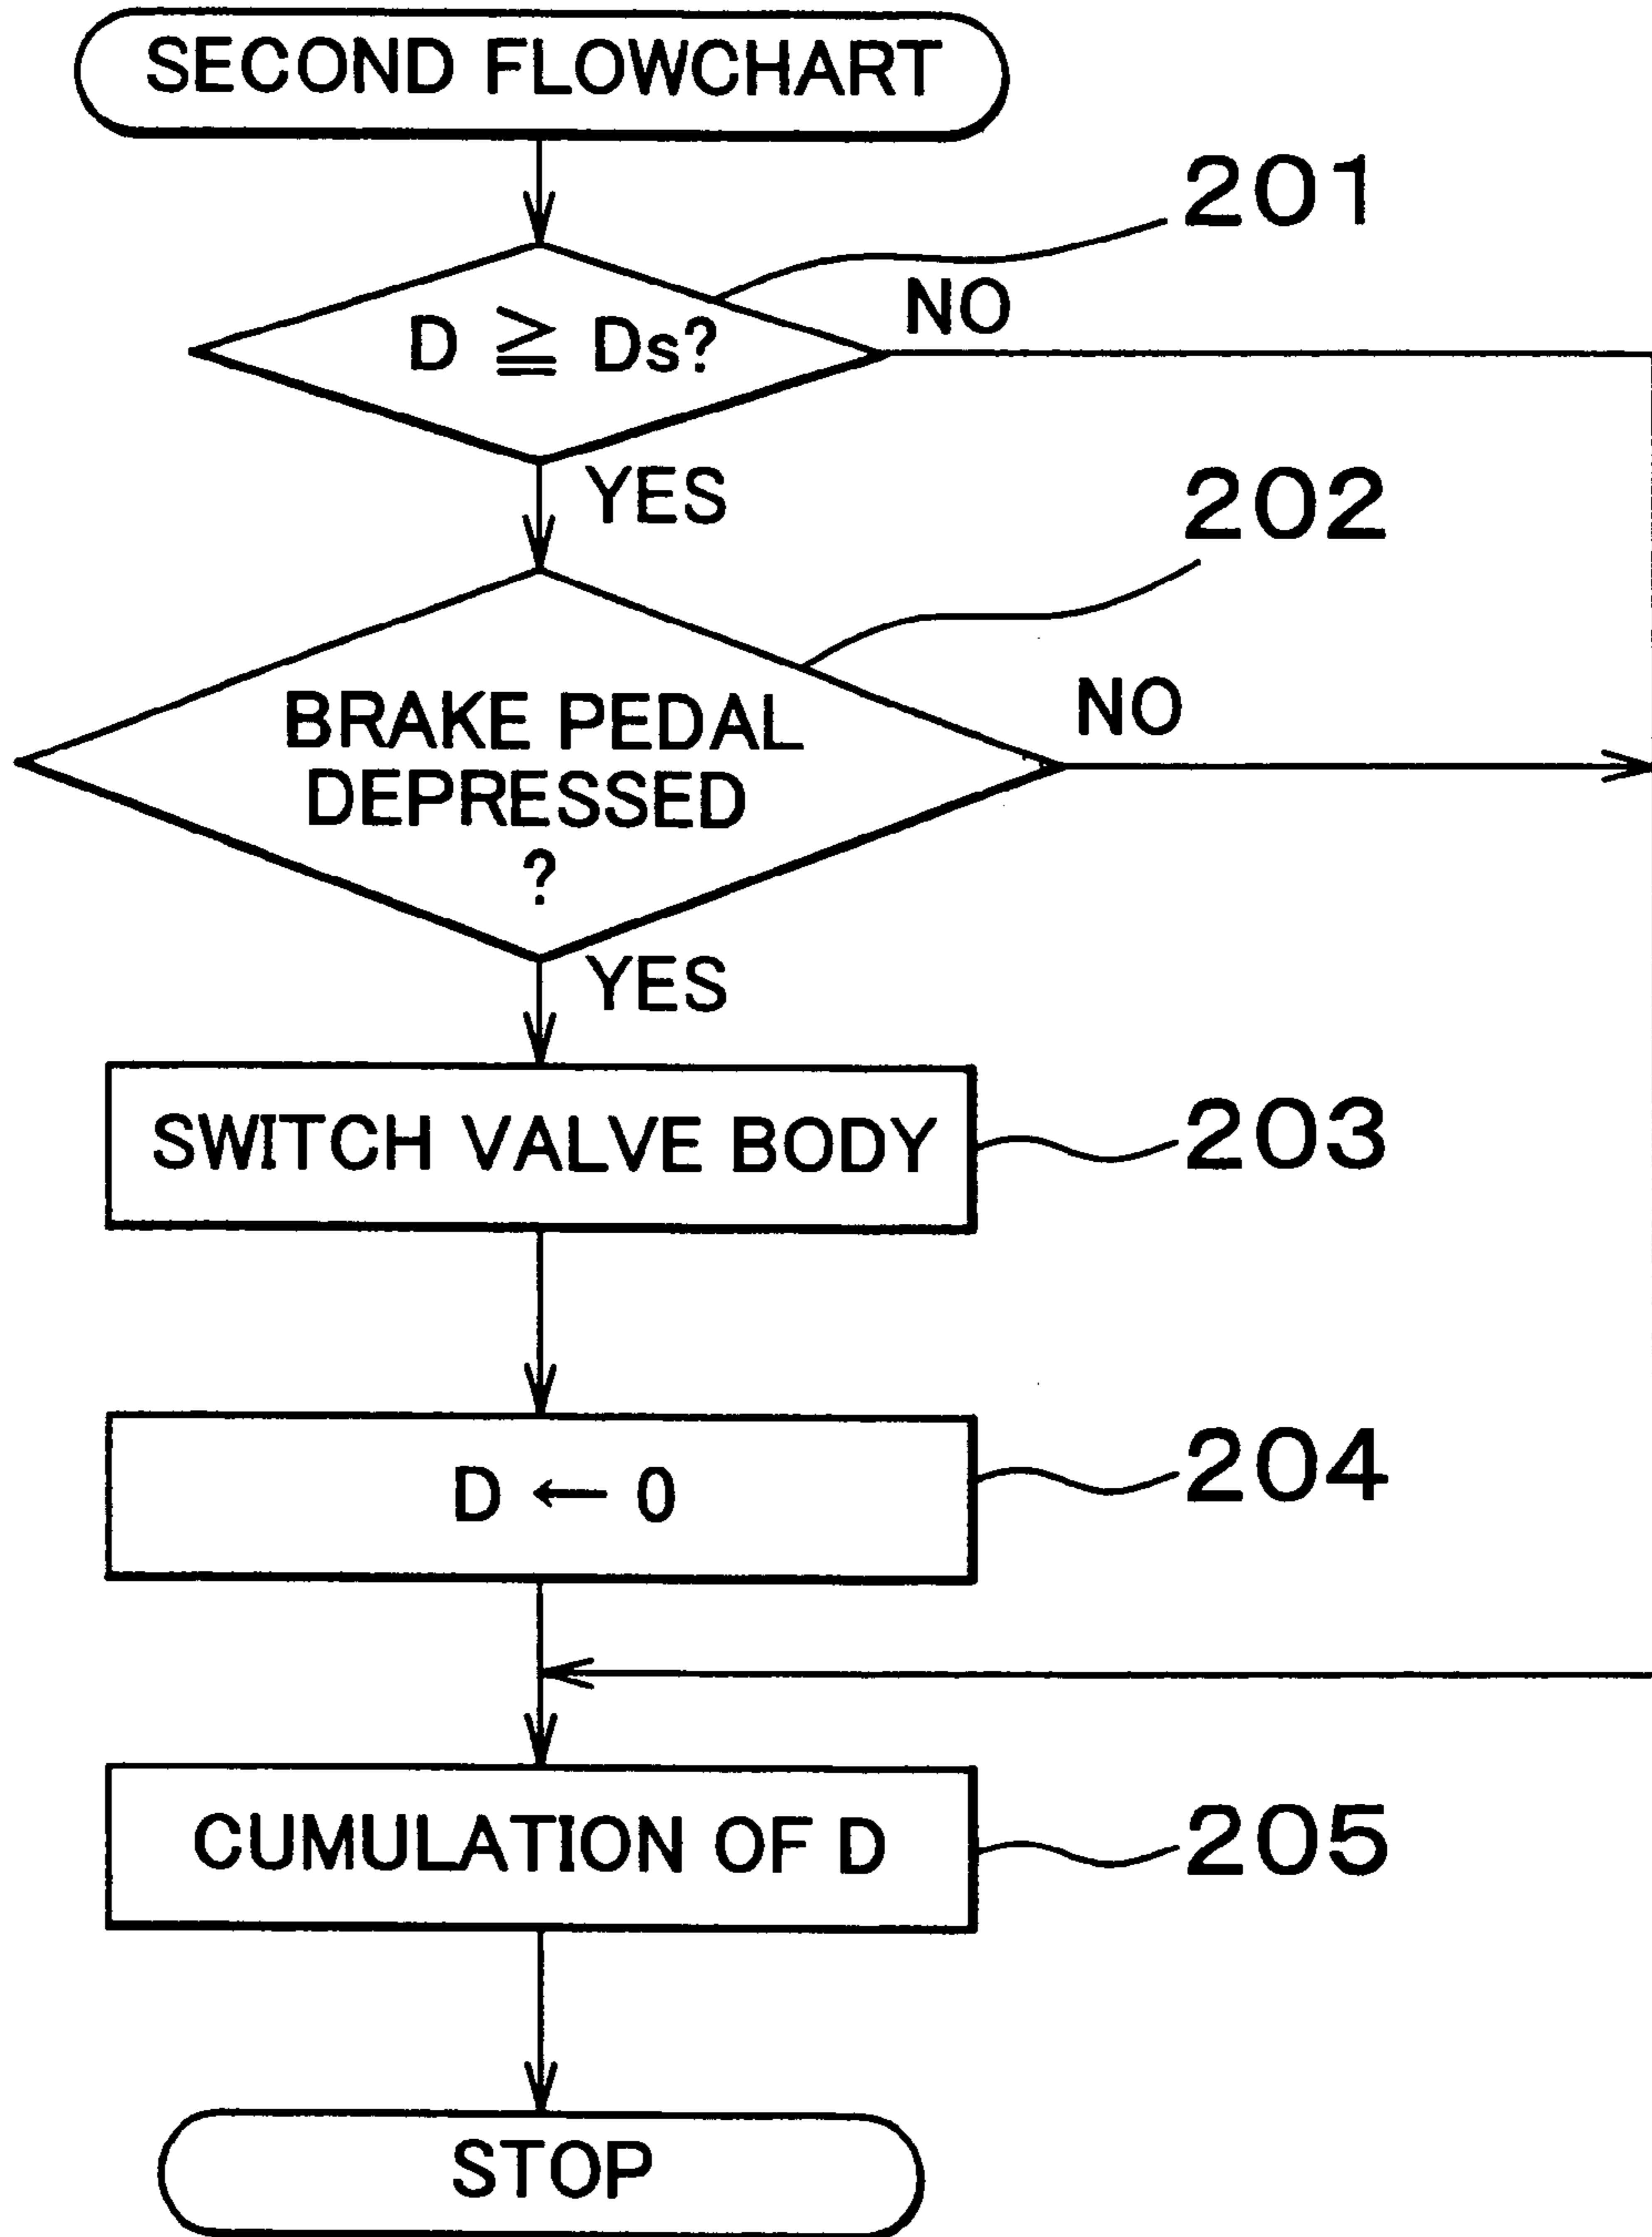 SECOND FLOWCHART
201
D ≧ Ds?
NO
YES
202
BRAKE PEDAL
DEPRESSED
?
NO
YES
SWITCH VALVE BODY
203
D ← 0
204
CUMULATION OF D
205
STOP